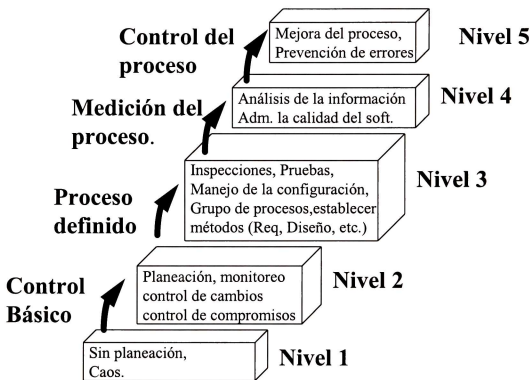 Control del
proceso
Mejora del proceso,
Prevención de errores
Nivel 5
Medición del
proceso.
Análisis de la información
Adm. la calidad del soft.
Nivel 4
Proceso
definido
Inspecciones, Pruebas,
Manejo de la configuración,
Grupo de procesos,establecer
métodos (Req, Diseño, etc.)
Nivel 3
Control
Básico
Planeación, monitoreo
control de cambios
control de compromisos
Nivel 2
Sin planeación,
Caos.
Nivel 1